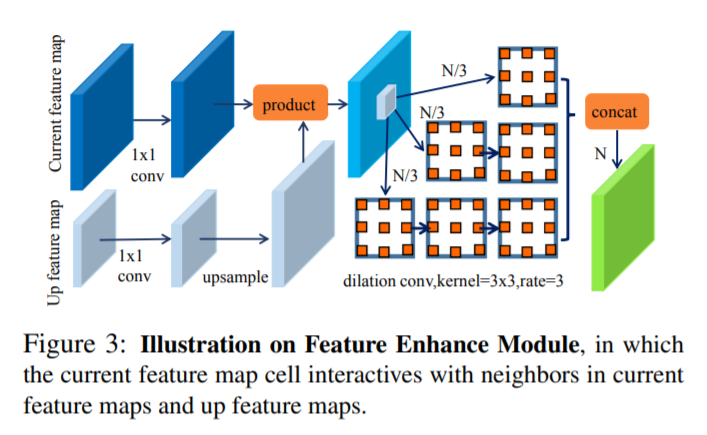 Current feature map
1x1
conv
product
N/3
N/3
N/3
concat
N
Up feature map
1x1
conv
upsample
dilation conv,kernel=3x3,rate=3
Figure 3: Illustration on Feature Enhance Module, in which
the current feature map cell interactives with neighbors in current
feature maps and up feature maps.